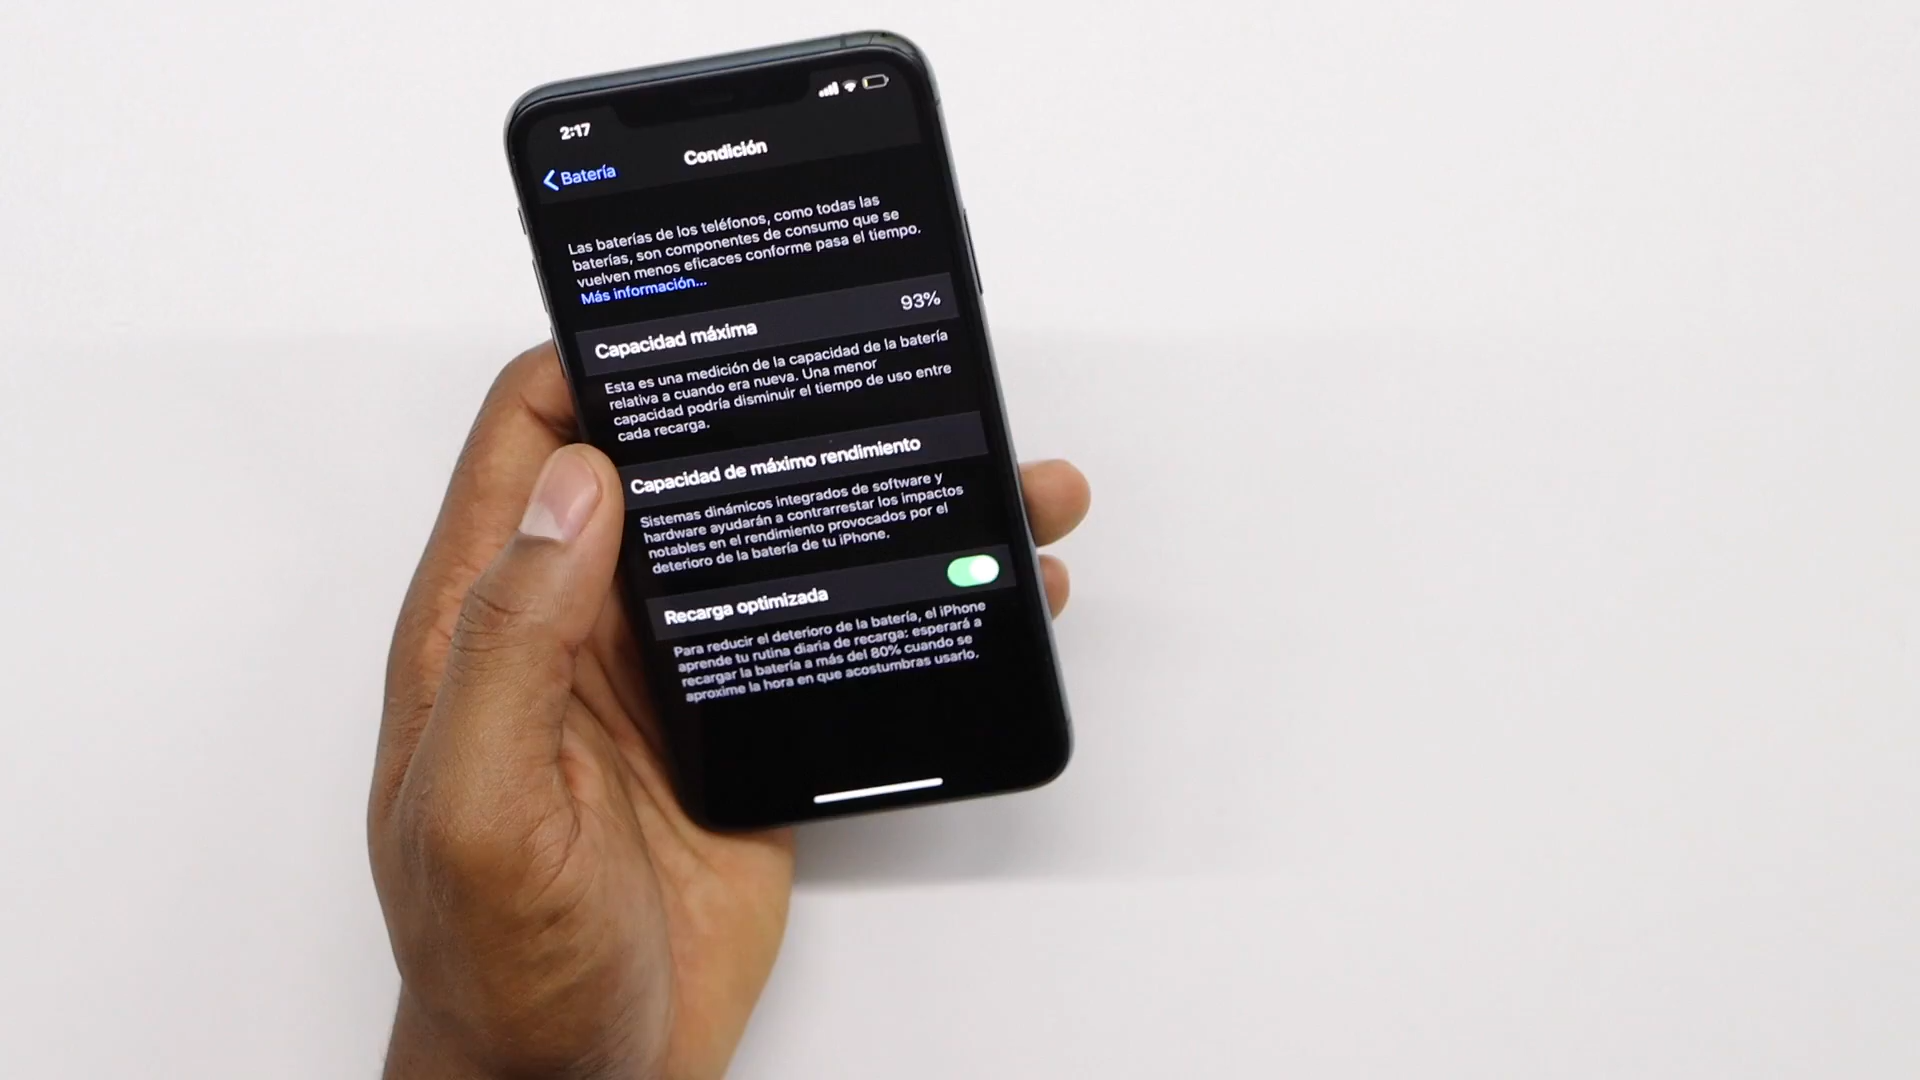 2:17
Batería
Condición
Las baterías de los teléfonos, como todas las
baterías, son componentes de consumo que se
vuelven menos eficaces conforme pasa el tiempo.
Más información...
Capacidad máxima 93%
Esta es una medición de la capacidad de la batería
relativa a cuando era nueva. Una menor
capacidad podría disminuir el tiempo de uso entre
cada recarga.
Capacidad de máximo rendimiento
Sistemas dinámicos integrados de software y
hardware ayudarán a contrarrestar los impactos
notables en el rendimiento provocados por el
deterioro de la batería de tu iPhone.
Recarga optimizada
Para reducir el deterioro de la batería, el iPhone
aprende tu rutina diaria de recarga: esperará a
recargar la batería a más del 80% cuando se
aproxime la hora en que acostumbras usarlo.